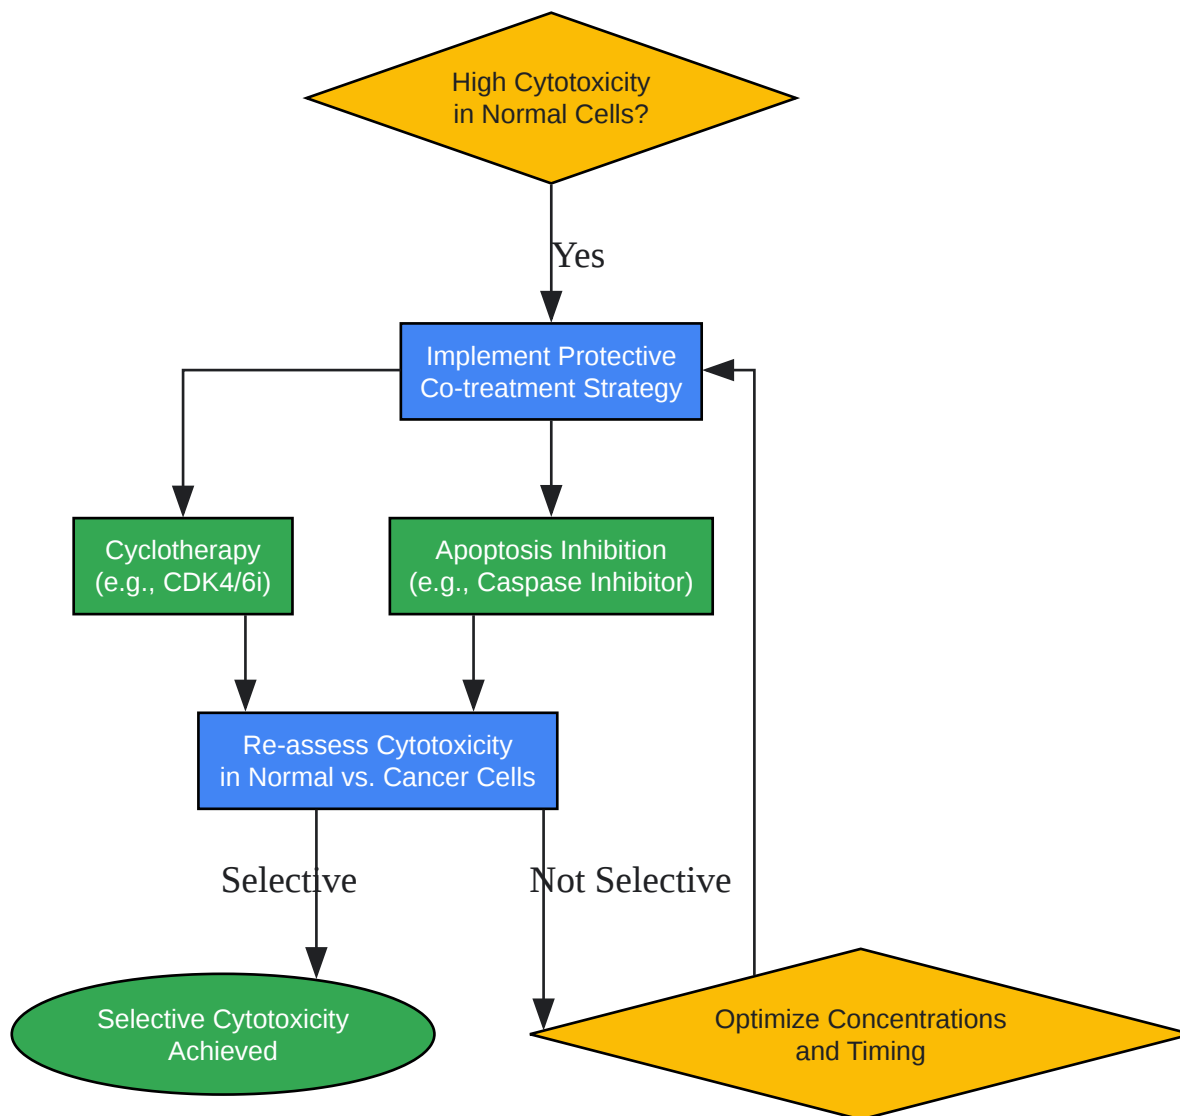 High Cytotoxicity
in Normal Cells?
Yes
Implement Protective
Co-treatment Strategy
Cyclotherapy
(e.g., CDK4/6i)
Apoptosis Inhibition
(e.g., Caspase Inhibitor)
Re-assess Cytotoxicity
in Normal vs. Cancer Cells
Selective
Not Selective
Selective Cytotoxicity
Achieved
Optimize Concentrations
and Timing